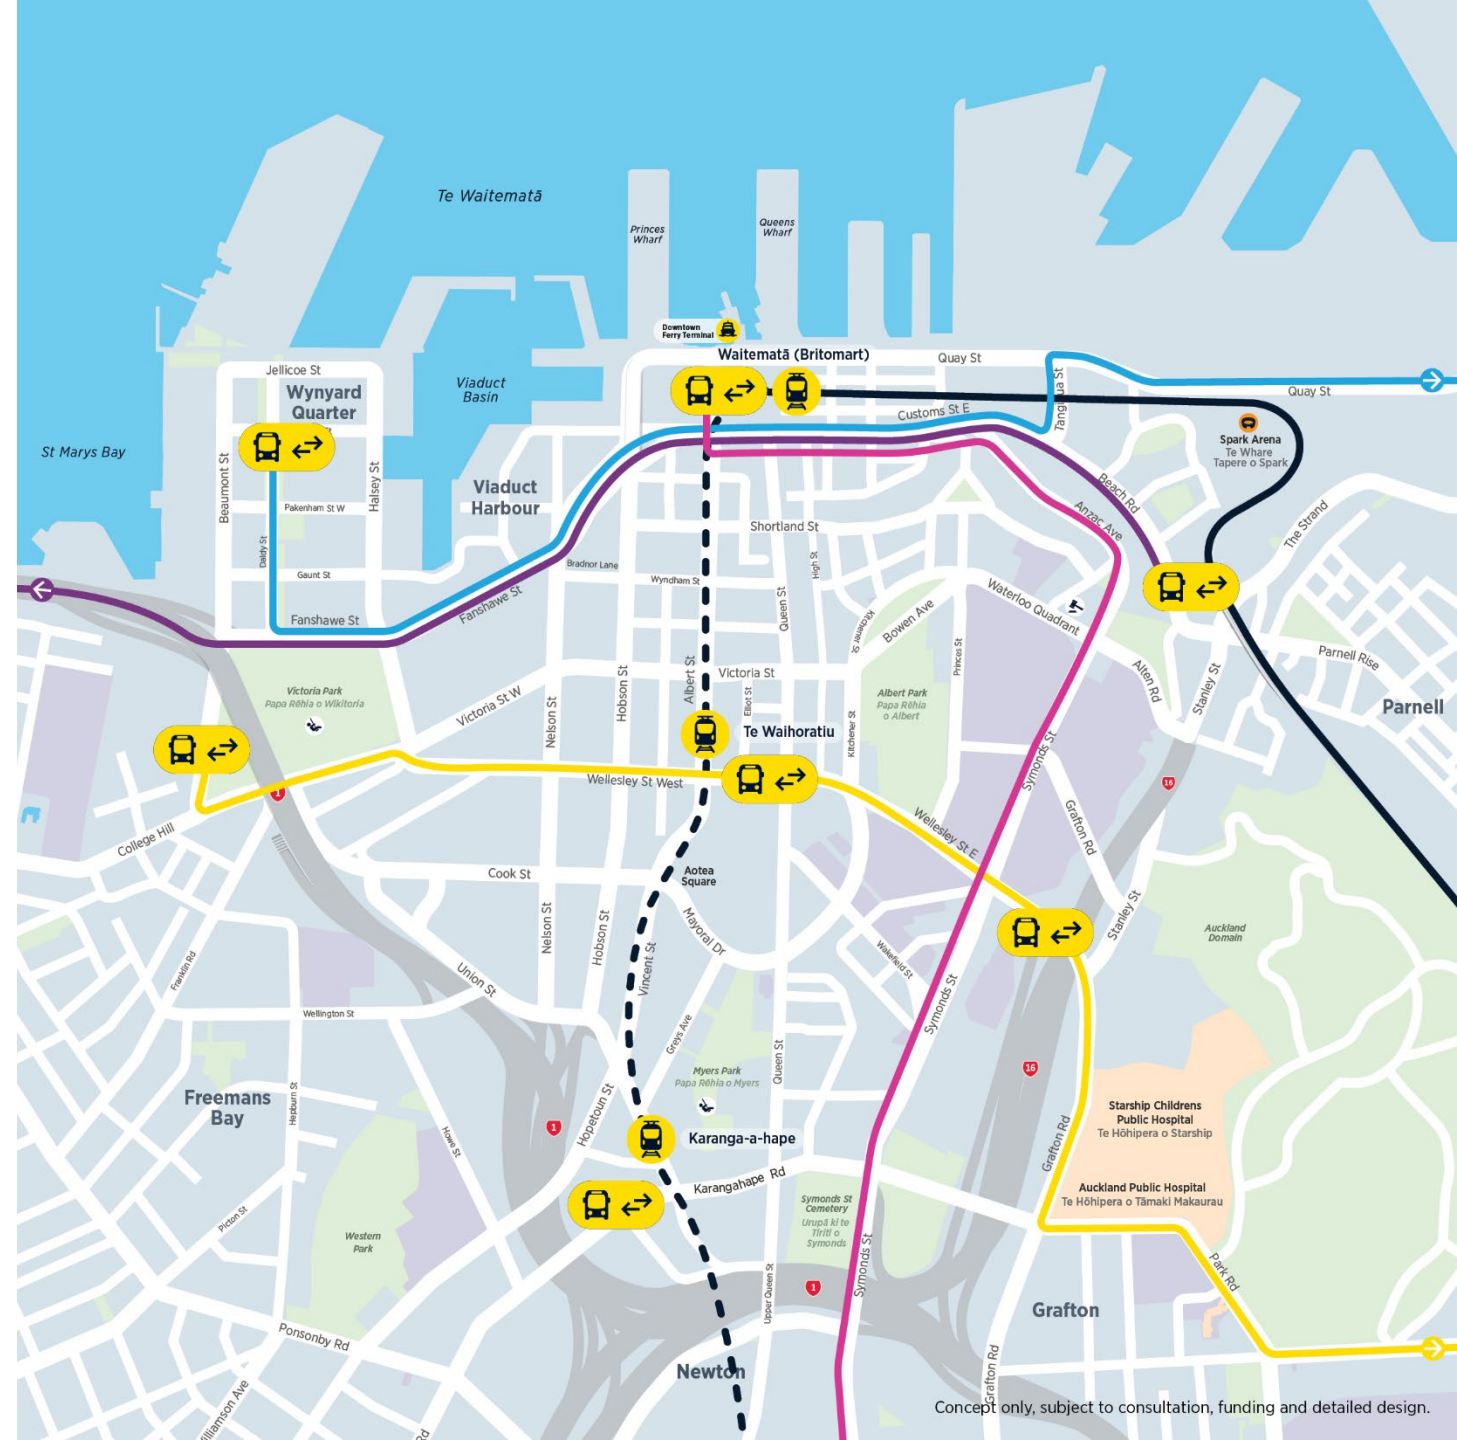 Te Waitematā
Princes
Wharf
Queens
Wharf
Downtown
Ferry Terminal
Waitematā (Britomart)
Quay St
Quay St
Jellicoe St
Wynyard
Quarter
Viaduct
Basin
St Marys Bay
Beaumont St
Halsey St
Pakenham St W
Daldy St
Gaunt St
Fanshawe St
Fanshawe St
Viaduct
Harbour
Bradnor Lane
Customs St E
Tangihua St
Spark Arena
Te Whare
Tapere o Spark
Beach Rd
Anzac Ave
The Strand
Shortland St
High St
Wyndham St
Queen St
Kitchener St
Bowen Ave
Waterloo Quadrant
Princes St
Parnell Rise
Parnell
Alten Rd
Stanley St
Victoria Park
Papa Rēhia o Wikitoria
Victoria St W
Nelson St
Hobson St
Albert St
Victoria St
Elliot St
Kitchener St
Albert Park
Papa Rēhia
o Albert
Symonds St
Te Waihoratiu
Wellesley St West
Wellesley St E
Grafton Rd
16
1
College Hill
Cook St
Aotea
Square
Mayoral Dr
Nelson St
Hobson St
Vincent St
Wakefield St
Stanley St
Auckland
Domain
Franklin Rd
Union St
Wellington St
Symonds St
Greys Ave
Queen St
Myers Park
Papa Rēhia o Myers
16
Freemans
Bay
Hepburn St
Howe St
1
Hopetoun St
Karanga-a-hape
Karangahape Rd
Starship Childrens
Public Hospital
Te Hōhipera o Starship
Grafton Rd
Auckland Public Hospital
Te Hōhipera o Tāmaki Makaurau
Picton St
Western
Park
Symonds St
Cemetery
Urupā ki te
Tiriti o
Symonds
Symonds St
Upper Queen St
1
Park Rd
Grafton
Ponsonby Rd
Newton
Grafton Rd
Concept only, subject to consultation, funding and detailed design.